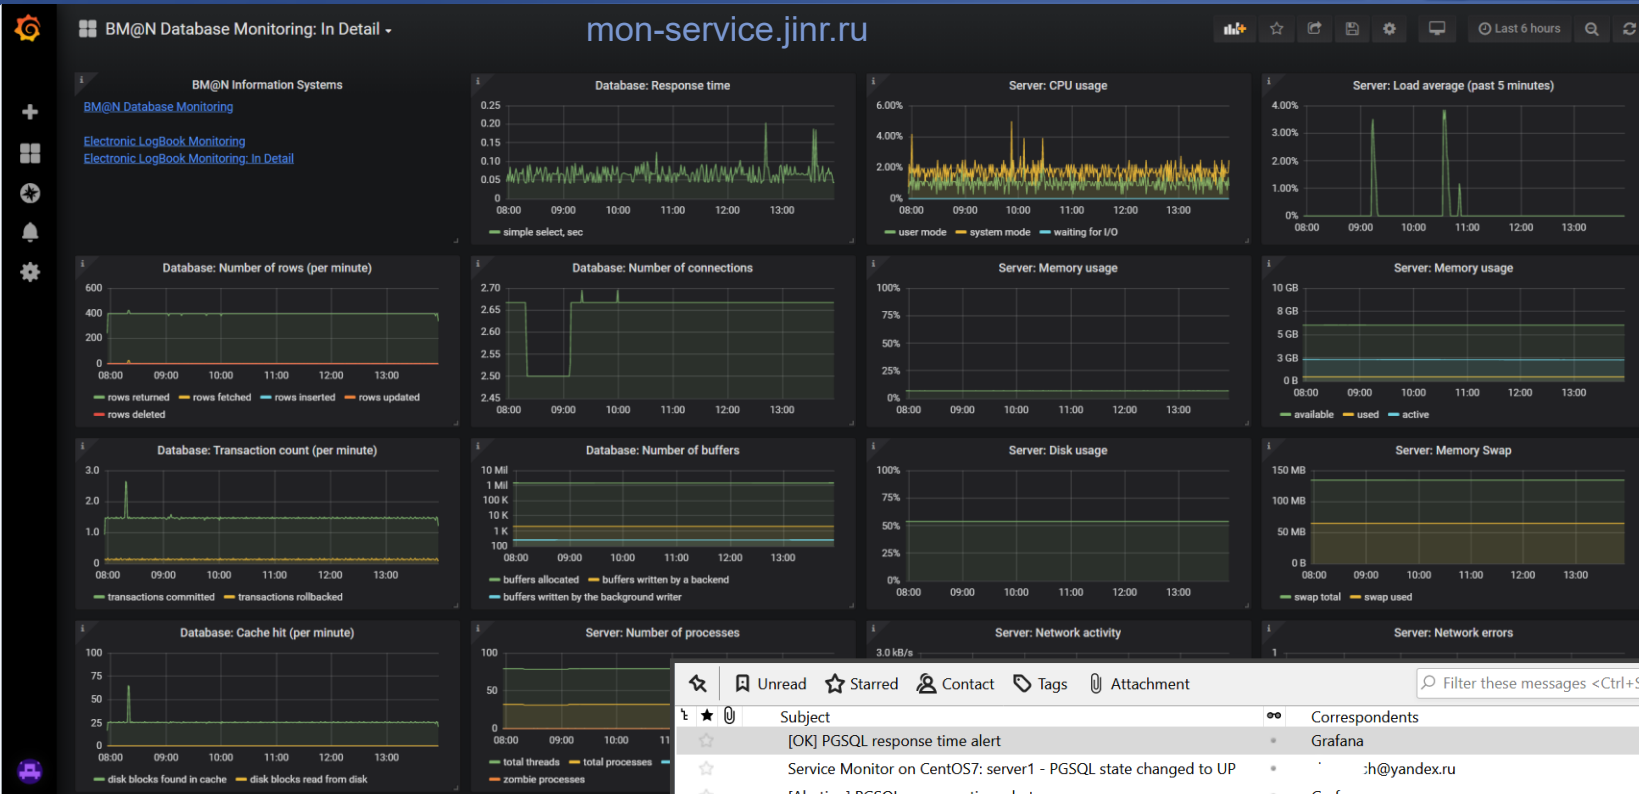 BM@N Database Monitoring: In Detail
mon-service.jinr.ru
Last 6 hours
BM@N Information Systems
BM@N Database Monitoring
Electronic LogBook Monitoring
Electronic LogBook Monitoring: In Detail
Database: Response time
0.25
0.20
0.15
0.10
0.05
0
08:00 09:00 10:00 11:00 12:00 13:00
simple select, sec
Server: CPU usage
6.00%
4.00%
2.00%
0%
08:00 09:00 10:00 11:00 12:00 13:00
user mode system mode waiting for I/O
Server: Load average (past 5 minutes)
4.00%
3.00%
2.00%
1.00%
0%
08:00 09:00 10:00 11:00 12:00 13:00
Database: Number of rows (per minute)
600
400
200
0
08:00 09:00 10:00 11:00 12:00 13:00
rows returned rows fetched rows inserted rows updated
rows deleted
Database: Number of connections
2.70
2.65
2.60
2.55
2.50
2.45
08:00 09:00 10:00 11:00 12:00 13:00
Server: Memory usage
100%
75%
50%
25%
0%
08:00 09:00 10:00 11:00 12:00 13:00
Server: Memory usage
10 GB
8 GB
5 GB
3 GB
0 B
08:00 09:00 10:00 11:00 12:00 13:00
available used active
Database: Transaction count (per minute)
3.0
2.0
1.0
0
08:00 09:00 10:00 11:00 12:00 13:00
transactions committed transactions rollbacked
Database: Number of buffers
10 Mil
1 Mil
100 K
10 K
1 K
100
08:00 09:00 10:00 11:00 12:00 13:00
buffers allocated buffers written by a backend
buffers written by the background writer
Server: Disk usage
100%
75%
50%
25%
0%
08:00 09:00 10:00 11:00 12:00 13:00
Server: Memory Swap
150 MB
100 MB
50 MB
0 B
08:00 09:00 10:00 11:00 12:00 13:00
swap total swap used
Database: Cache hit (per minute)
100
75
50
25
0
08:00 09:00 10:00 11:00 12:00 13:00
disk blocks found in cache disk blocks read from disk
Server: Number of processes
100
50
0
08:00 09:00 10:00 11
total threads total processes
zombie processes
Server: Network activity
3.0 kB/s
Server: Network errors
1
Unread Starred Contact Tags Attachment
Filter these messages <Ctrl+S
Subject Correspondents
[OK] PGSQL response time alert Grafana
Service Monitor on CentOS7: server1 - PGSQL state changed to UP ch@yandex.ru